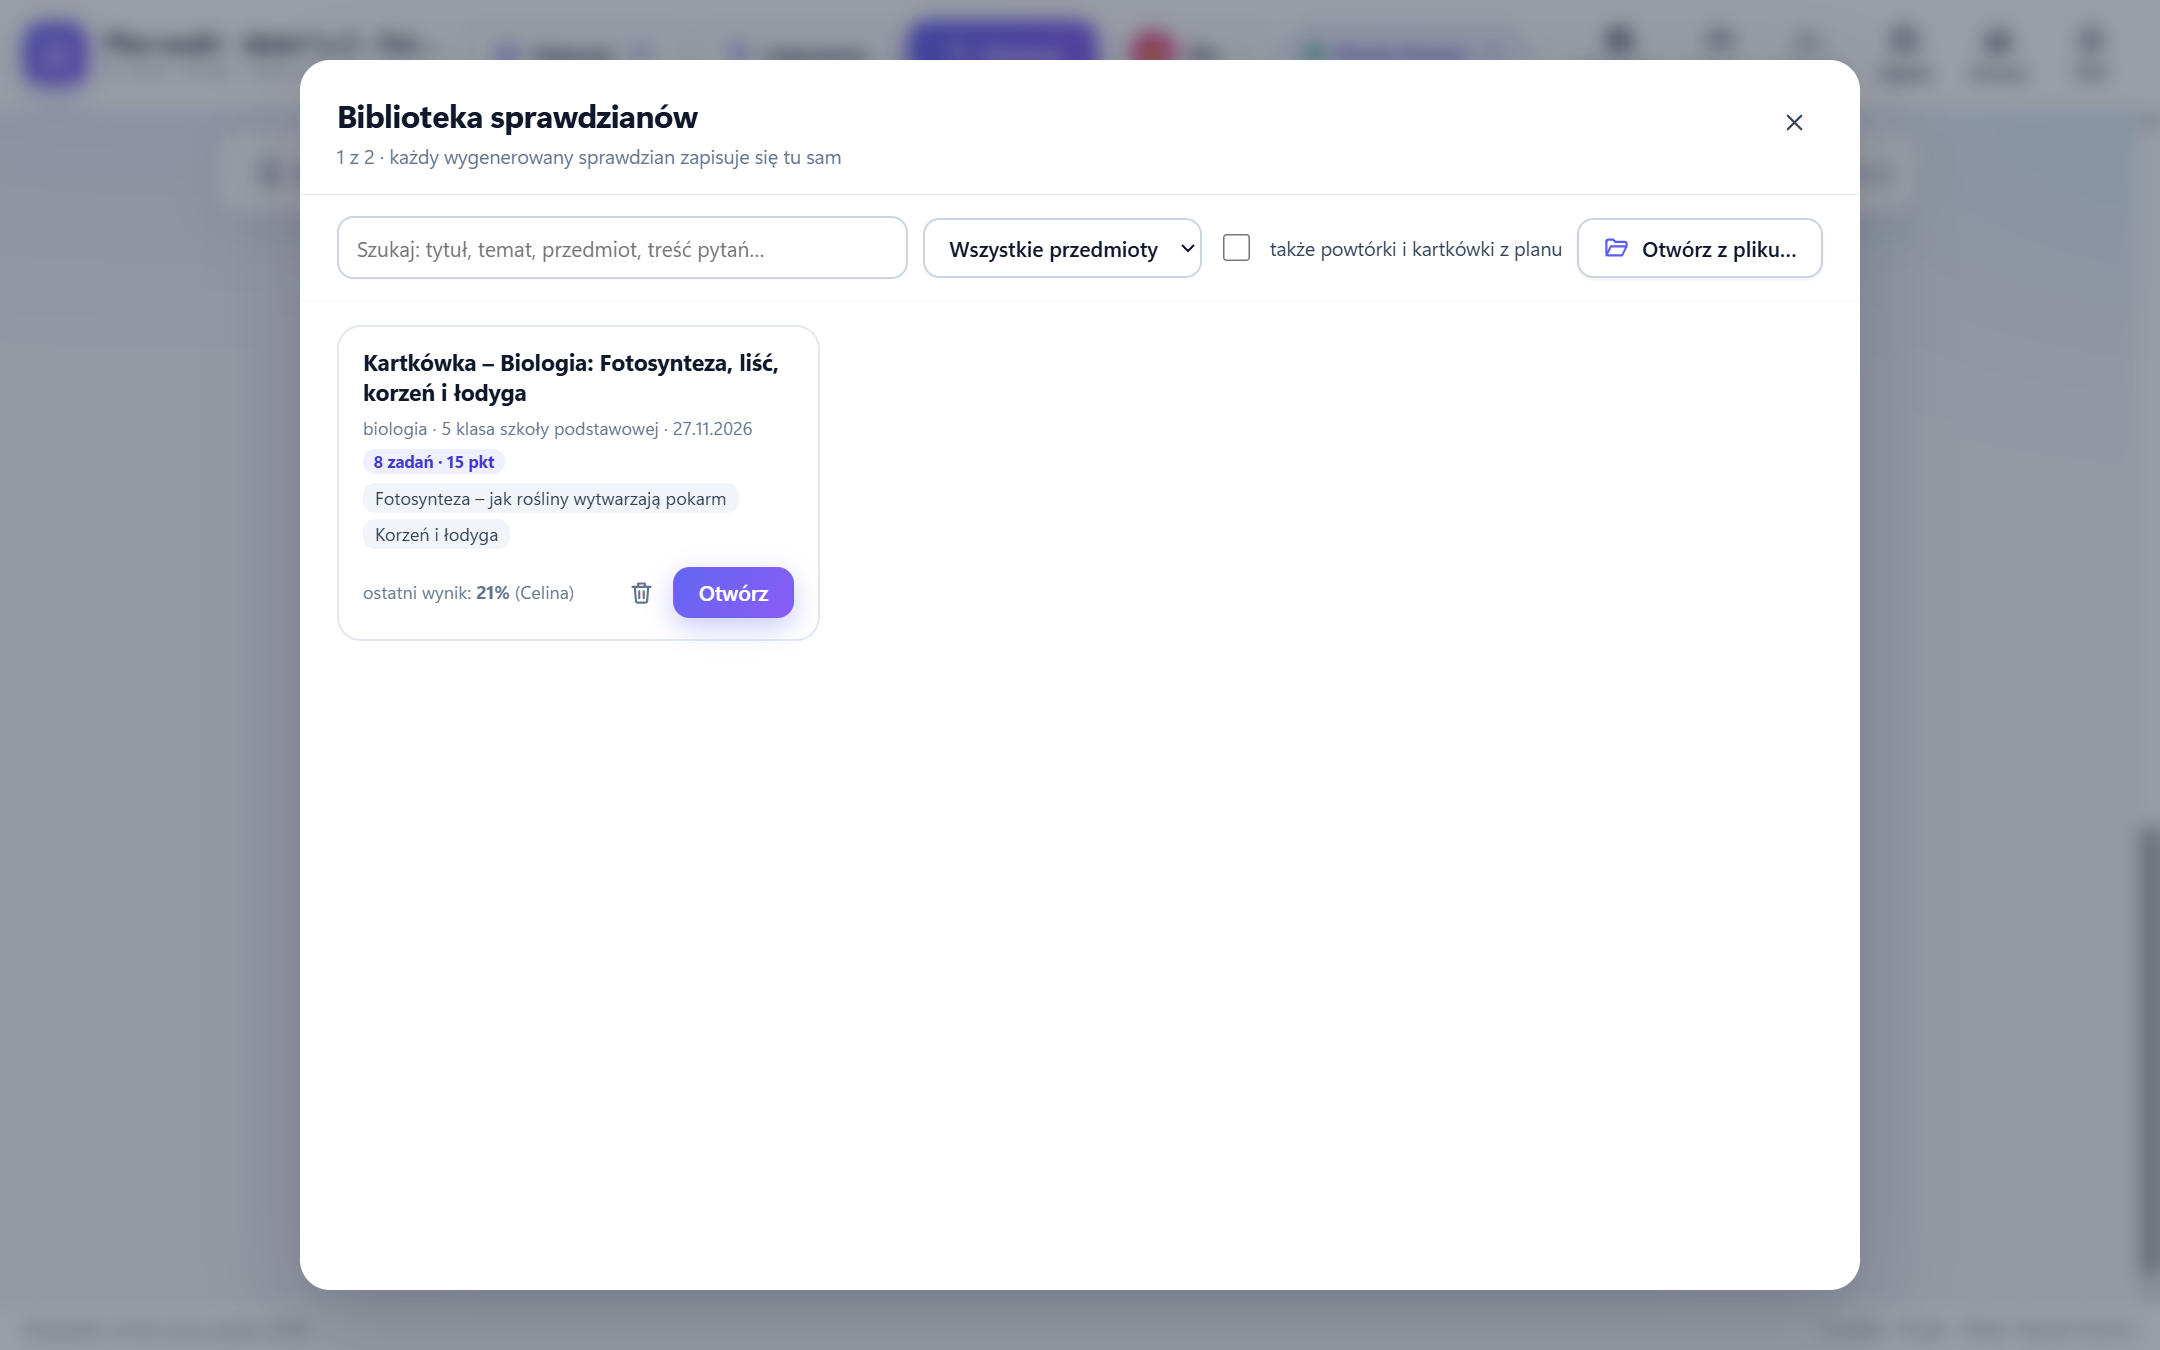 Biblioteka sprawdzianów
1 z 2 · każdy wygenerowany sprawdzian zapisuje się tu sam
Szukaj: tytuł, temat, przedmiot, treść pytań...
Wszystkie przedmioty
także powtórki i kartkówki z planu
Otwórz z pliku...
Kartkówka – Biologia: Fotosynteza, liść,
korzeń i łodyga
biologia · 5 klasa szkoły podstawowej · 27.11.2026
8 zadań · 15 pkt
Fotosynteza – jak rośliny wytwarzają pokarm
Korzeń i łodyga
ostatni wynik: 21% (Celina)
Otwórz